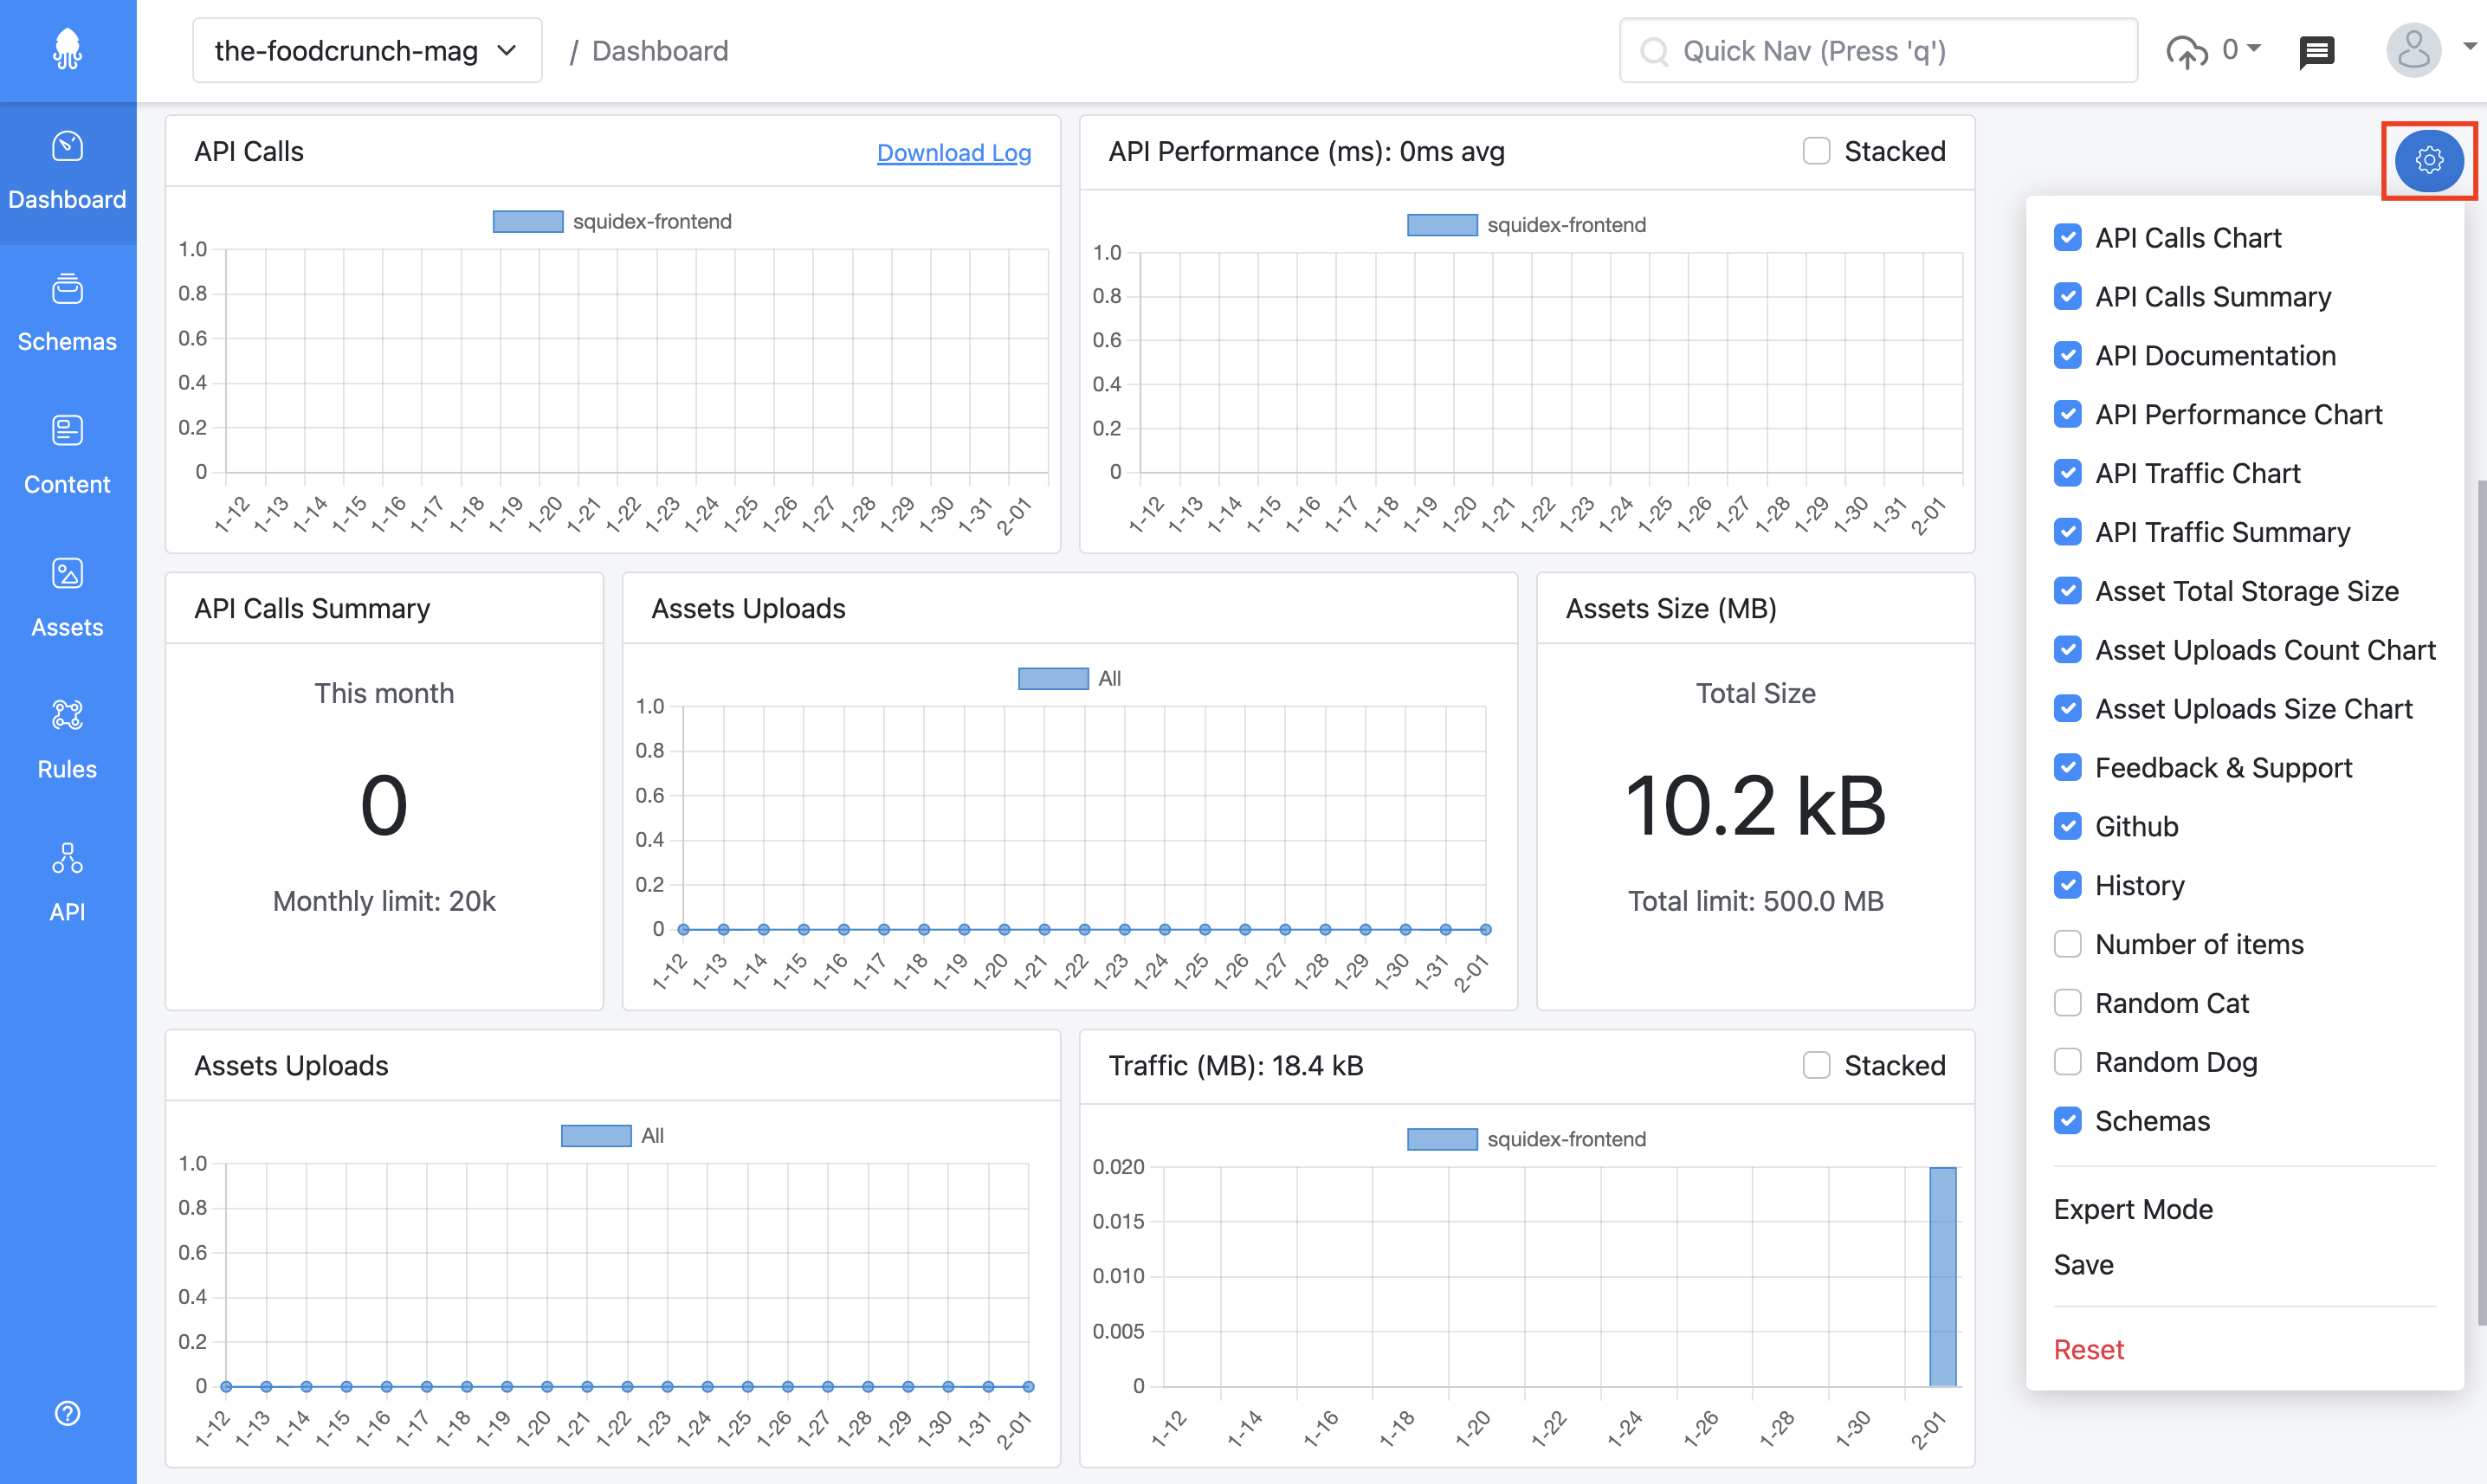 the-foodcrunch-mag
/ Dashboard
Quick Nav (Press 'q')
0
Dashboard
Schemas
Content
Assets
Rules
API
API Calls
Download Log
squidex-frontend
1.0
0.8
0.6
0.4
0.2
0
1-12 1-13 1-14 1-15 1-16 1-17 1-18 1-19 1-20 1-21 1-22 1-23 1-24 1-25 1-26 1-27 1-28 1-29 1-30 1-31 2-01
API Performance (ms): 0ms avg
Stacked
squidex-frontend
1.0
0.8
0.6
0.4
0.2
0
1-12 1-13 1-14 1-15 1-16 1-17 1-18 1-19 1-20 1-21 1-22 1-23 1-24 1-25 1-26 1-27 1-28 1-29 1-30 1-31 2-01
API Calls Summary
This month
0
Monthly limit: 20k
Assets Uploads
All
1.0
0.8
0.6
0.4
0.2
0
1-12 1-13 1-14 1-15 1-16 1-17 1-18 1-19 1-20 1-21 1-22 1-23 1-24 1-25 1-26 1-27 1-28 1-29 1-30 1-31 2-01
Assets Size (MB)
Total Size
10.2 kB
Total limit: 500.0 MB
Assets Uploads
All
1.0
0.8
0.6
0.4
0.2
0
1-12 1-13 1-14 1-15 1-16 1-17 1-18 1-19 1-20 1-21 1-22 1-23 1-24 1-25 1-26 1-27 1-28 1-29 1-30 1-31 2-01
Traffic (MB): 18.4 kB
Stacked
squidex-frontend
0.020
0.015
0.010
0.005
0
1-12 1-14 1-16 1-18 1-20 1-22 1-24 1-26 1-28 1-30 2-01
API Calls Chart
API Calls Summary
API Documentation
API Performance Chart
API Traffic Chart
API Traffic Summary
Asset Total Storage Size
Asset Uploads Count Chart
Asset Uploads Size Chart
Feedback & Support
Github
History
Number of items
Random Cat
Random Dog
Schemas
Expert Mode
Save
Reset